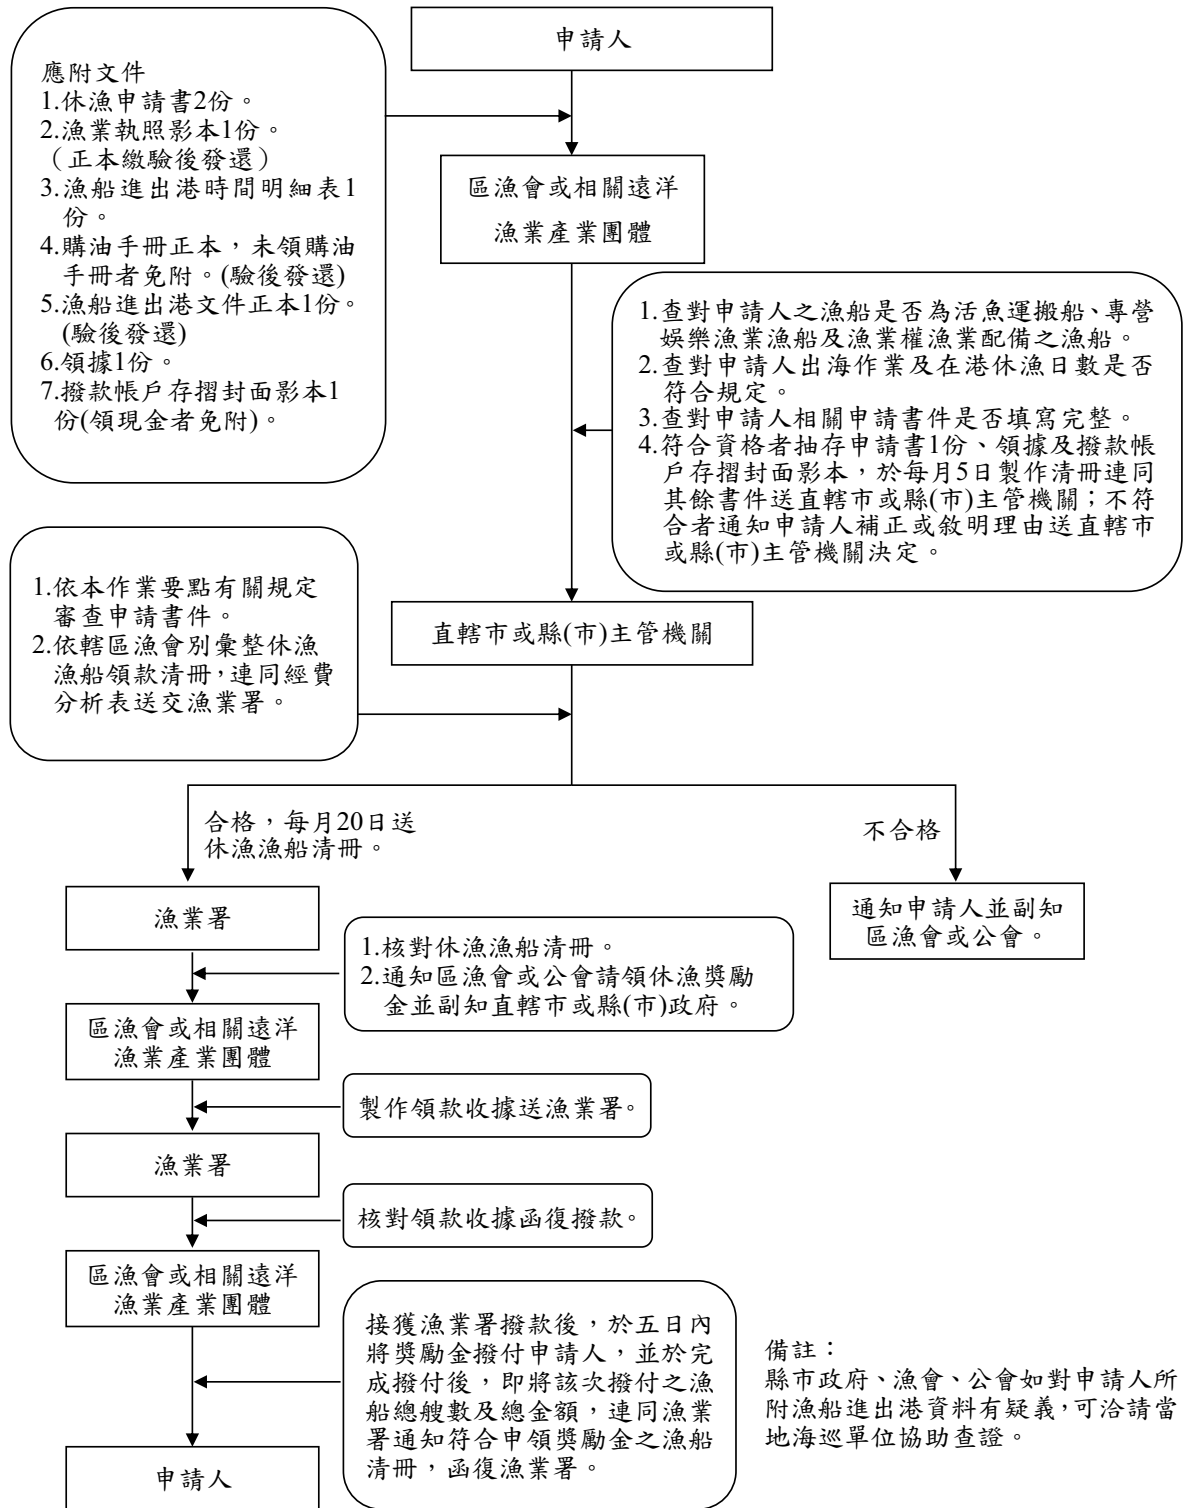 申請人
應附文件
1.休漁申請書2份。
2.漁業執照影本1份。
（正本繳驗後發還）
3.漁船進出港時間明細表1
份。
4.購油手冊正本，未領購油
手冊者免附。(驗後發還)
5.漁船進出港文件正本1份。
(驗後發還)
6.領據1份。
7.撥款帳戶存摺封面影本1
份(領現金者免附)。
區漁會或相關遠洋
漁業產業團體
1.查對申請人之漁船是否為活魚運搬船、專營
娛樂漁業漁船及漁業權漁業配備之漁船。
2.查對申請人出海作業及在港休漁日數是否
符合規定。
3.查對申請人相關申請書件是否填寫完整。
4.符合資格者抽存申請書1份、領據及撥款帳
戶存摺封面影本，於每月5日製作清冊連同
其餘書件送直轄市或縣(市)主管機關；不符
合者通知申請人補正或敘明理由送直轄市
或縣(市)主管機關決定。
直轄市或縣(市)主管機關
1.依本作業要點有關規定
審查申請書件。
2.依轄區漁會別彙整休漁
漁船領款清冊，連同經費
分析表送交漁業署。
合格，每月20日送
休漁漁船清冊。
不合格
漁業署
通知申請人並副知
區漁會或公會。
1.核對休漁漁船清冊。
2.通知區漁會或公會請領休漁獎勵
金並副知直轄市或縣(市)政府。
區漁會或相關遠洋
漁業產業團體
製作領款收據送漁業署。
漁業署
核對領款收據函復撥款。
區漁會或相關遠洋
漁業產業團體
接獲漁業署撥款後，於五日內
將獎勵金撥付申請人，並於完
成撥付後，即將該次撥付之漁
船總艘數及總金額，連同漁業
署通知符合申領獎勵金之漁船
清冊，函復漁業署。
申請人
備註：
縣市政府、漁會、公會如對申請人所
附漁船進出港資料有疑義，可洽請當
地海巡單位協助查證。